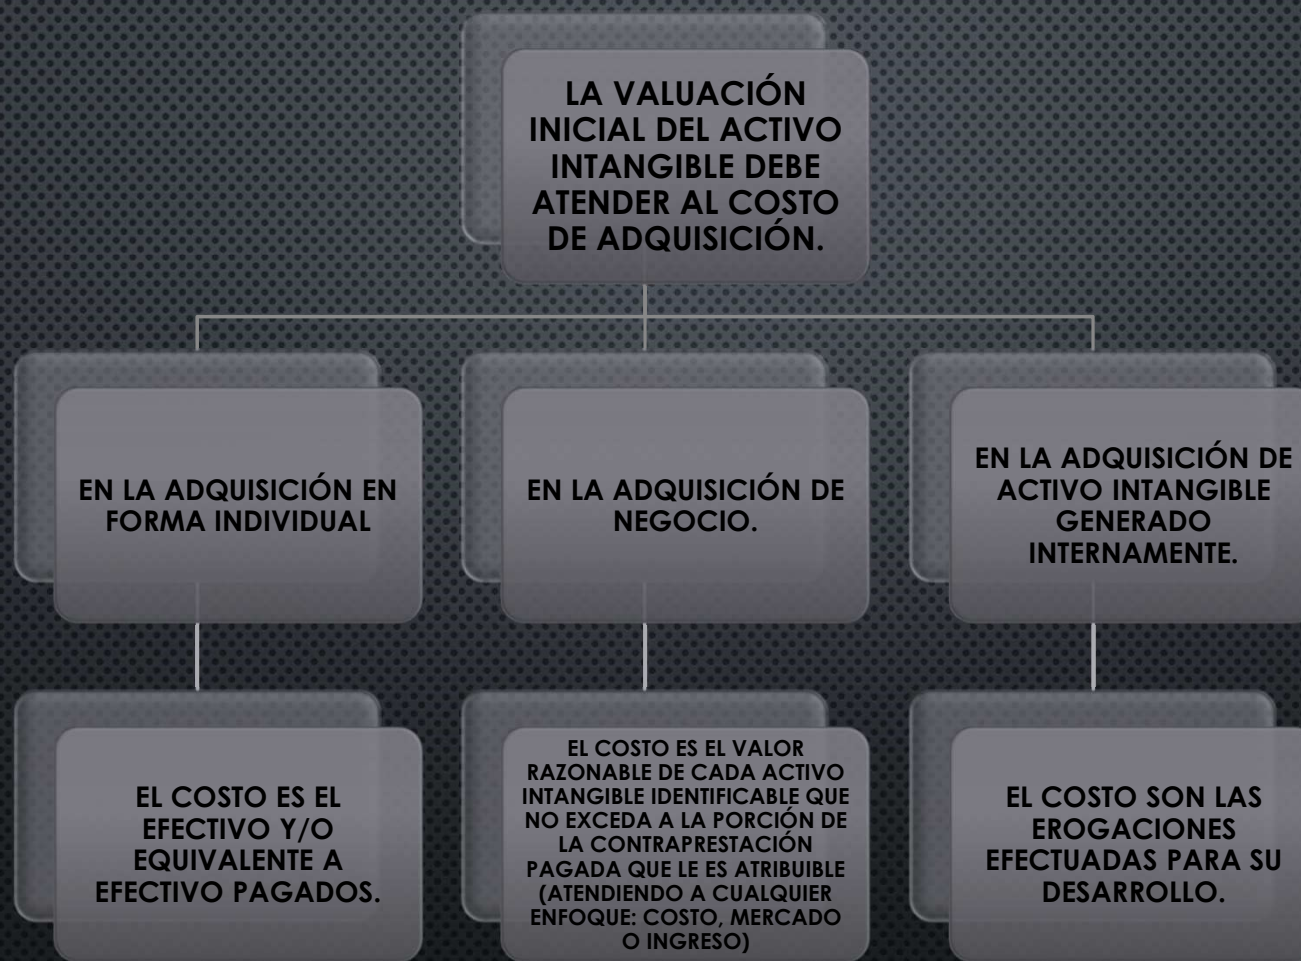 LA VALUACIÓN
INICIAL DEL ACTIVO
INTANGIBLE DEBE
ATENDER AL COSTO
DE ADQUISICIÓN.
EN LA ADQUISICIÓN EN
FORMA INDIVIDUAL
EN LA ADQUISICIÓN DE
NEGOCIO.
EN LA ADQUISICIÓN DE
ACTIVO INTANGIBLE
GENERADO
INTERNAMENTE.
EL COSTO ES EL
EFECTIVO Y/O
EQUIVALENTE A
EFECTIVO PAGADOS.
EL COSTO ES EL VALOR
RAZONABLE DE CADA ACTIVO
INTANGIBLE IDENTIFICABLE QUE
NO EXCEDA A LA PORCIÓN DE
LA CONTRAPRESTACIÓN
PAGADA QUE LE ES ATRIBUIBLE
(ATENDIENDO A CUALQUIER
ENFOQUE: COSTO, MERCADO
O INGRESO)
EL COSTO SON LAS
EROGACIONES
EFECTUADAS PARA SU
DESARROLLO.